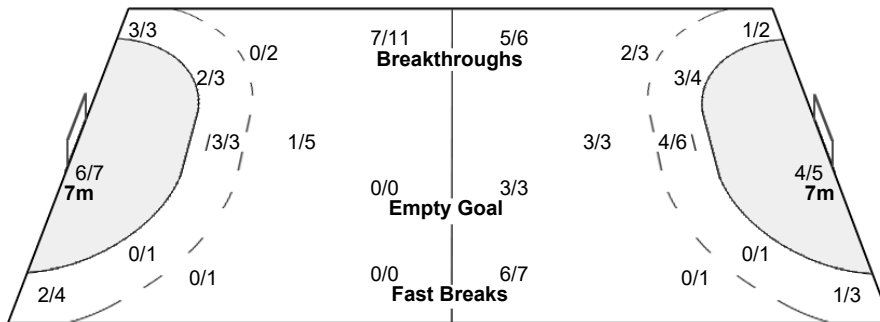 3/3 7/11 5/6 1/2
0/2 2/3
Breakthroughs
2/3 3/4
3/3 1/5 3/3 4/6
6/7 4/5
7m 7m
0/0 3/3
Empty Goal
0/1 0/1
0/1 0/0 6/7 0/1
2/4 Fast Breaks 1/3